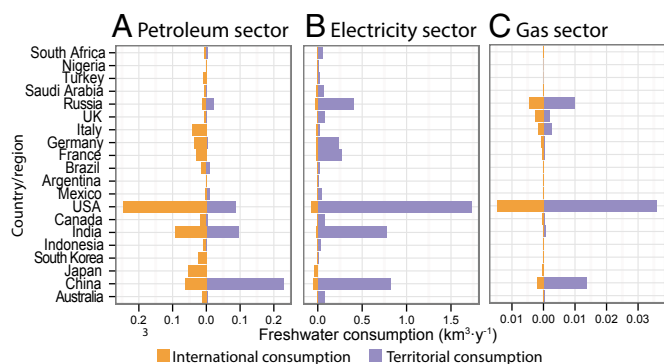 A Petroleum sector
B Electricity sector
C Gas sector
Country/region
South Africa
Nigeria
Turkey
Saudi Arabia
Russia
UK
Italy
Germany
France
Brazil
Argentina
Mexico
USA
Canada
India
Indonesia
South Korea
Japan
China
Australia
0.2 0.1 0.0 0.1 0.2
3
0.0 0.5 1.0 1.5
0.01 0.00 0.01 0.03
Freshwater consumption (km³·y⁻¹)
International consumption Territorial consumption